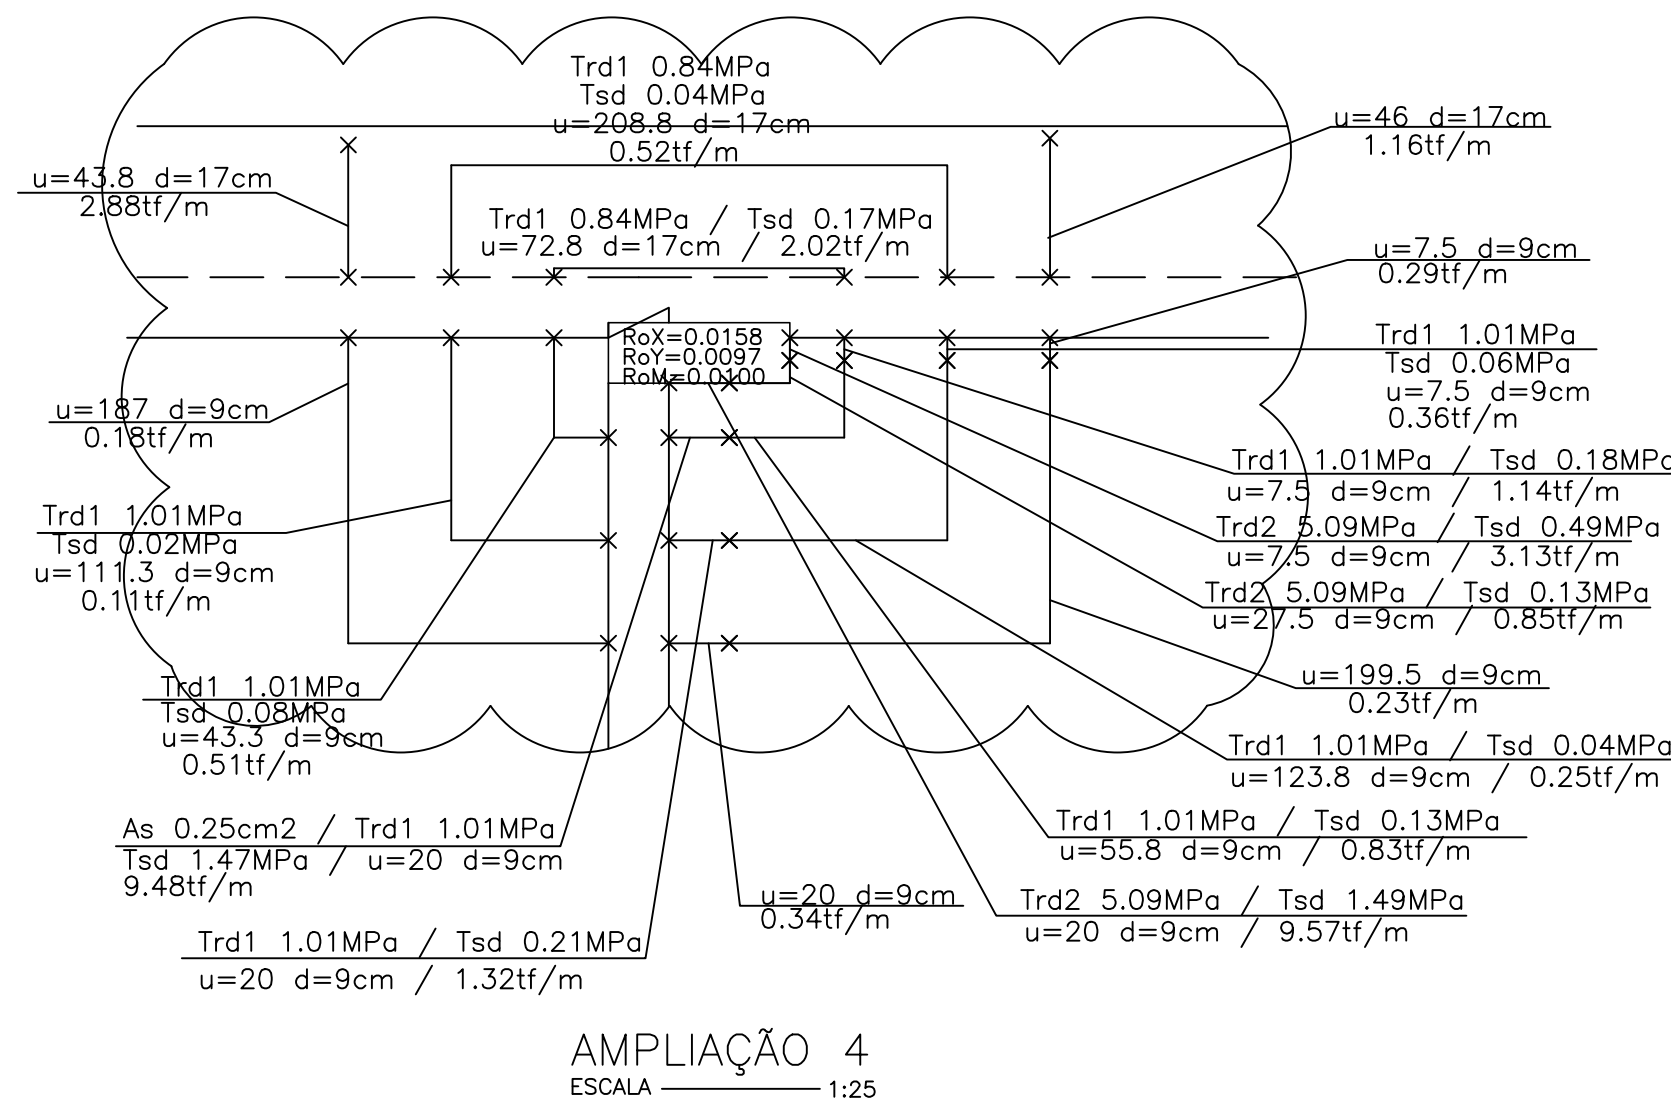 Trd1 0.84MPa
Tsd 0.04MPa
u=208.8 d=17cm
0.52tf/m
u=46 d=17cm
1.16tf/m
u=43.8 d=17cm
2.88tf/m
Trd1 0.84MPa / Tsd 0.17MPa
u=72.8 d=17cm / 2.02tf/m
u=7.5 d=9cm
0.29tf/m
RoX=0.0158
RoY=0.0097
RoM=0.0100
Trd1 1.01MPa
Tsd 0.06MPa
u=7.5 d=9cm
0.36tf/m
u=187 d=9cm
0.18tf/m
Trd1 1.01MPa / Tsd 0.18MPa
u=7.5 d=9cm / 1.14tf/m
Trd1 1.01MPa
Tsd 0.02MPa
u=111.3 d=9cm
0.11tf/m
Trd2 5.09MPa / Tsd 0.49MPa
u=7.5 d=9cm / 3.13tf/m
Trd2 5.09MPa / Tsd 0.13MPa
u=27.5 d=9cm / 0.85tf/m
Trd1 1.01MPa
Tsd 0.08MPa
u=43.3 d=9cm
0.51tf/m
u=199.5 d=9cm
0.23tf/m
Trd1 1.01MPa / Tsd 0.04MPa
u=123.8 d=9cm / 0.25tf/m
As 0.25cm2 / Trd1 1.01MPa
Tsd 1.47MPa / u=20 d=9cm
9.48tf/m
Trd1 1.01MPa / Tsd 0.13MPa
u=55.8 d=9cm / 0.83tf/m
u=20 d=9cm
0.34tf/m
Trd2 5.09MPa / Tsd 1.49MPa
u=20 d=9cm / 9.57tf/m
Trd1 1.01MPa / Tsd 0.21MPa
u=20 d=9cm / 1.32tf/m
AMPLIAÇÃO 4
ESCALA 1:25